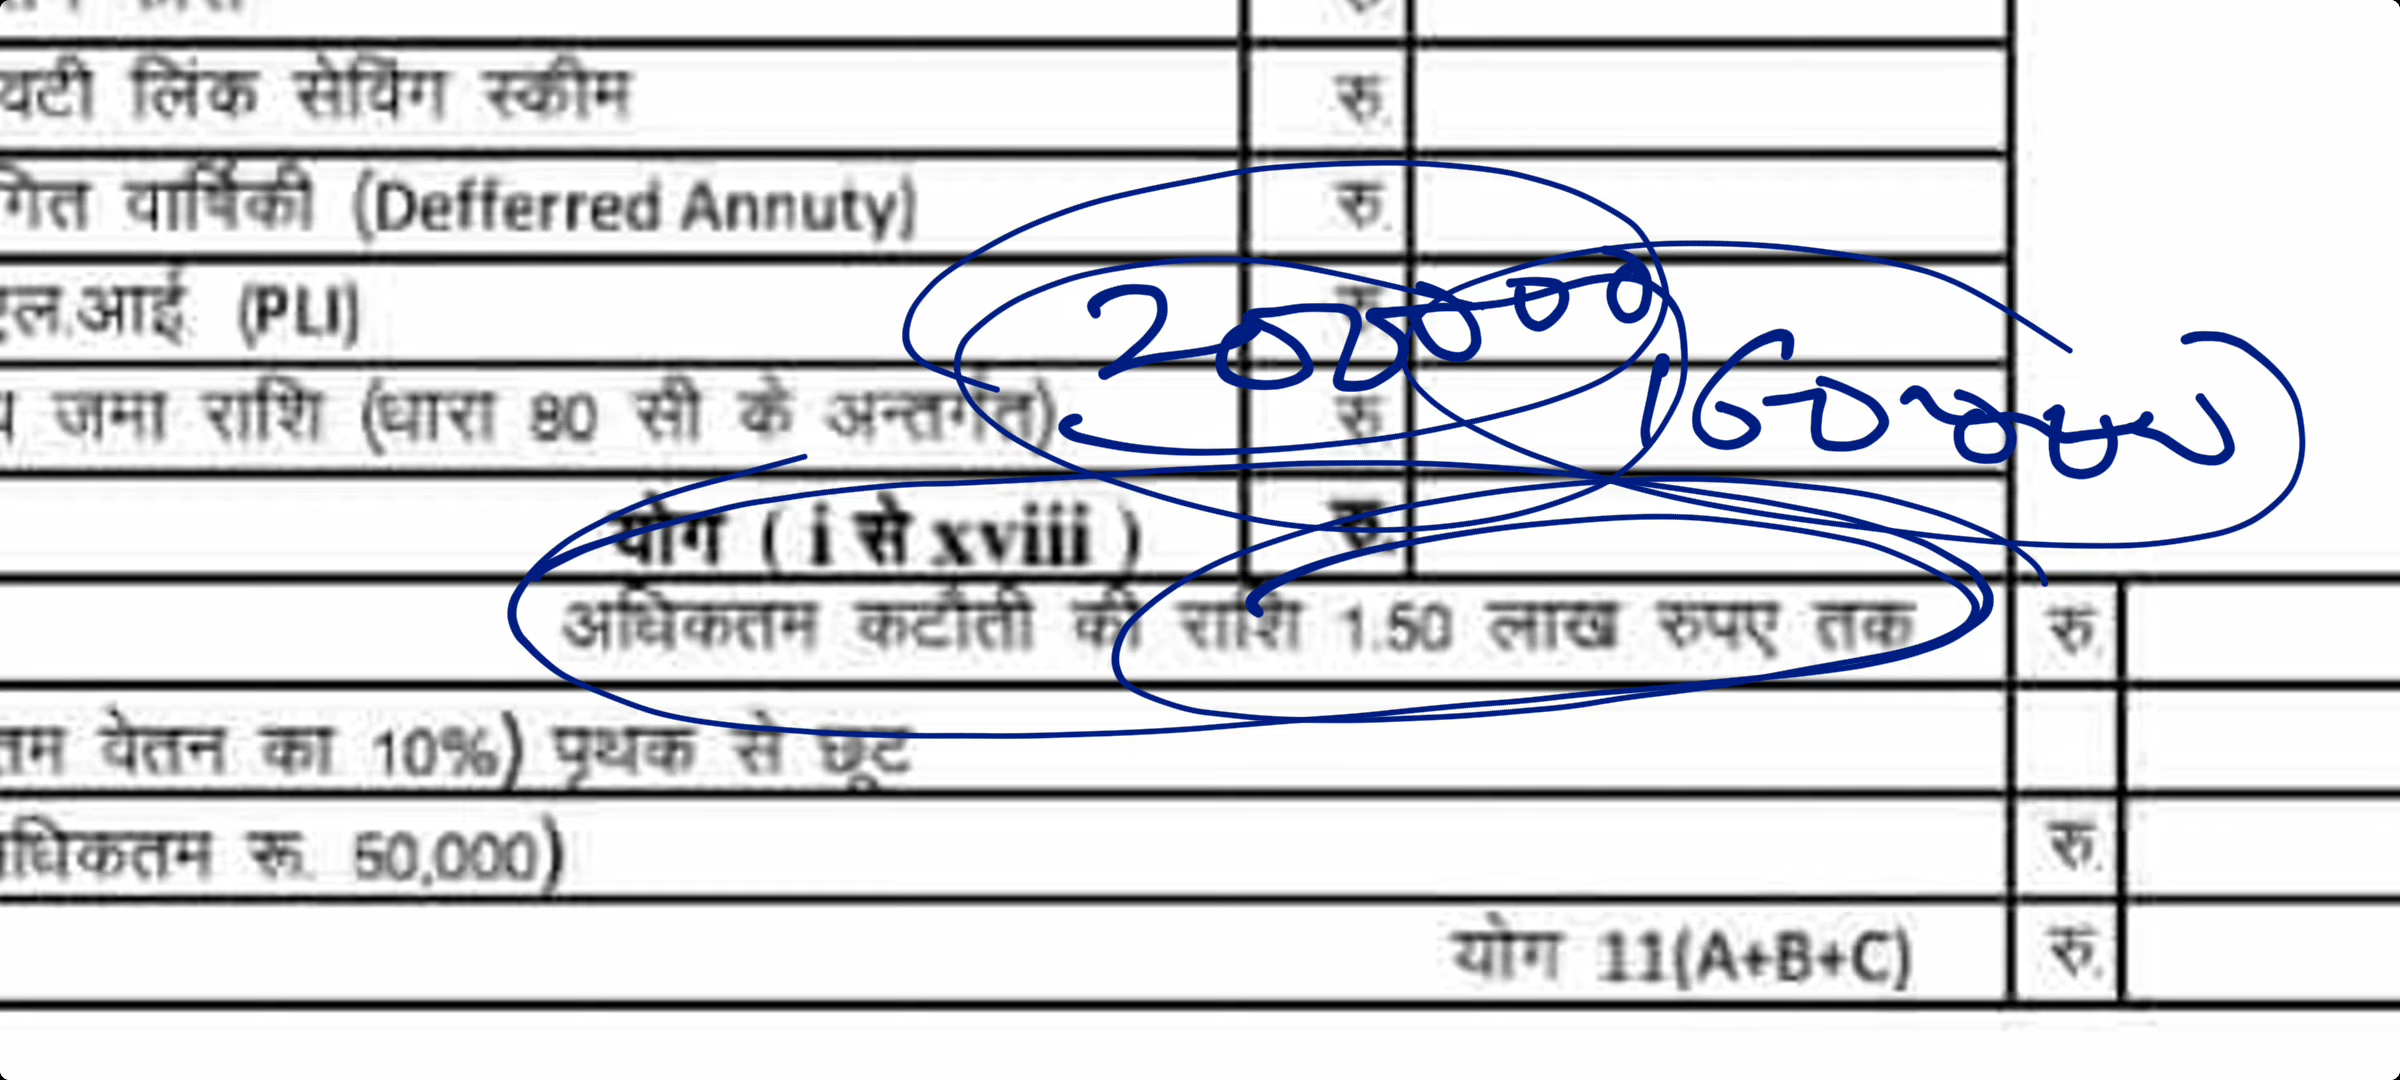 रु.
यटी लिंक सेविंग स्कीम रु.
गित वार्षिकी (Defferred Annuty) रु.
एल.आई. (PLI) रु.
जमा राशि (धारा 80 सी के अन्तर्गत) रु.
200000
योग ( i से xviii ) रु.
अधिकतम कटौती की राशि 1.50 लाख रुपए तक रु.
तम वेतन का 10%) पृथक से छूट
धिकतम रू. 50,000) रु.
योग 11(A+B+C) रु.